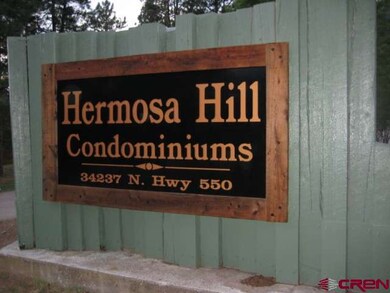 Hermosa Hill
Condominiums
34237 N. Hwy 550
CREN